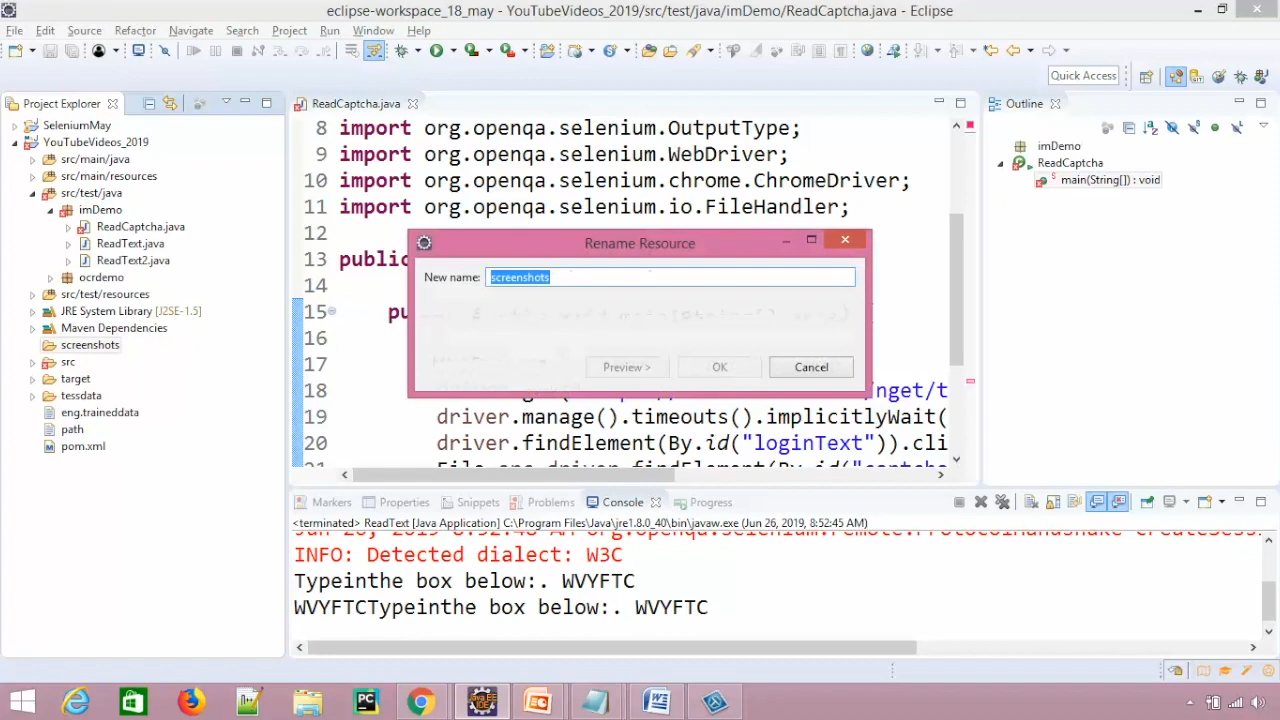 eclipse-workspace_18_may - YouTubeVideos_2019/src/test/java/imDemo/ReadCaptcha.java - Eclipse
File Edit Source Refactor Navigate Search Project Run Window Help
Quick Access
Project Explorer
SeleniumMay
YouTubeVideos_2019
src/main/java
src/main/resources
src/test/java
imDemo
ReadCaptcha.java
ReadText.java
ReadText2.java
ocrdemo
src/test/resources
JRE System Library [J2SE-1.5]
Maven Dependencies
screenshots
src
target
tessdata
eng.traineddata
path
pom.xml
ReadCaptcha.java
8 import org.openqa.selenium.OutputType;
9 import org.openqa.selenium.WebDriver;
10 import org.openqa.selenium.chrome.ChromeDriver;
11 import org.openqa.selenium.io.FileHandler;
12
13 public
14
15 pu
16
17
18 /nget/t
19 driver.manage().timeouts().implicitlyWait(
20 driver.findElement(By.id("loginText")).cli
Rename Resource
New name: screenshots
Preview > OK Cancel
Outline
imDemo
ReadCaptcha
main(String[]) : void
Markers Properties Snippets Problems Console Progress
<terminated> ReadText [Java Application] C:\Program Files\Java\jre1.8.0_40\bin\javaw.exe (Jun 26, 2019 8:52:45 AM)
INFO: Detected dialect: W3C
Typeinthe box below:. WVYFTC
WVYFTCTypeinthe box below:. WVYFTC